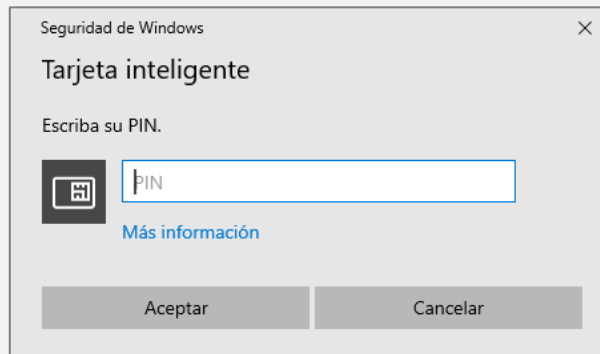 Seguridad de Windows
Tarjeta inteligente
Escriba su PIN.
PIN
Más información
Aceptar
Cancelar